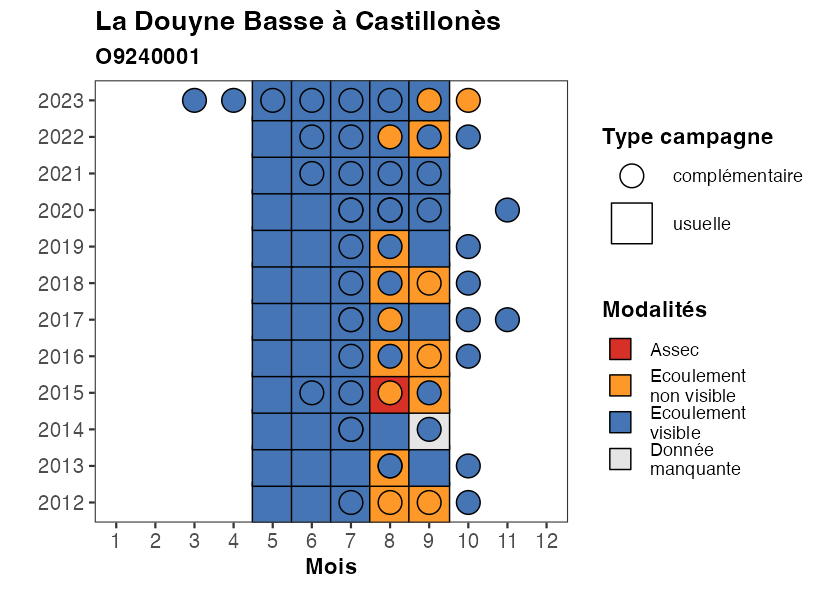 La Douyne Basse à Castillonès
O9240001
2023
2022
2021
2020
2019
2018
2017
2016
2015
2014
2013
2012
1 2 3 4 5 6 7 8 9 10 11 12
Mois
Type campagne
complémentaire
usuelle
Modalités
Assec
Ecoulement
non visible
Ecoulement
visible
Donnée
manquante